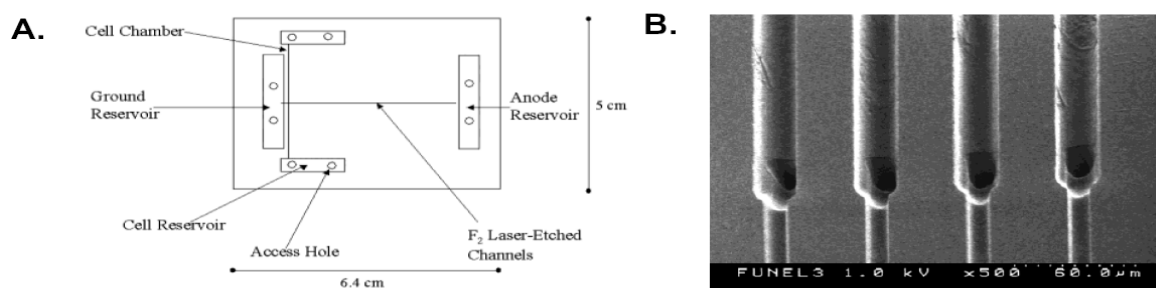 A.
Cell Chamber
Ground
Reservoir
Anode
Reservoir
5 cm
Cell Reservoir
Access Hole
F2 Laser-Etched
Channels
6.4 cm
B.
FUNEL3 1.0 kV x500 60.0µm